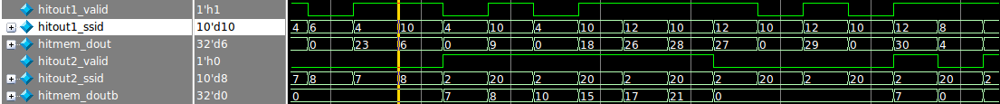 hitout1_valid 1'h1
hitout1_ssid 10'd10 4 6 4 10 4 10 4 10 12 10 12 10 12 10 12 8
hitmem_dout 32'd6 0 23 6 0 9 0 18 26 28 27 0 29 0 30 4
hitout2_valid 1'h0
hitout2_ssid 10'd8 7 8 7 8 2 20 2 20 2 20 2 20 2 20 2 20 2
hitmem_doutb 32'd0 0 7 8 10 15 17 21 0 7 0